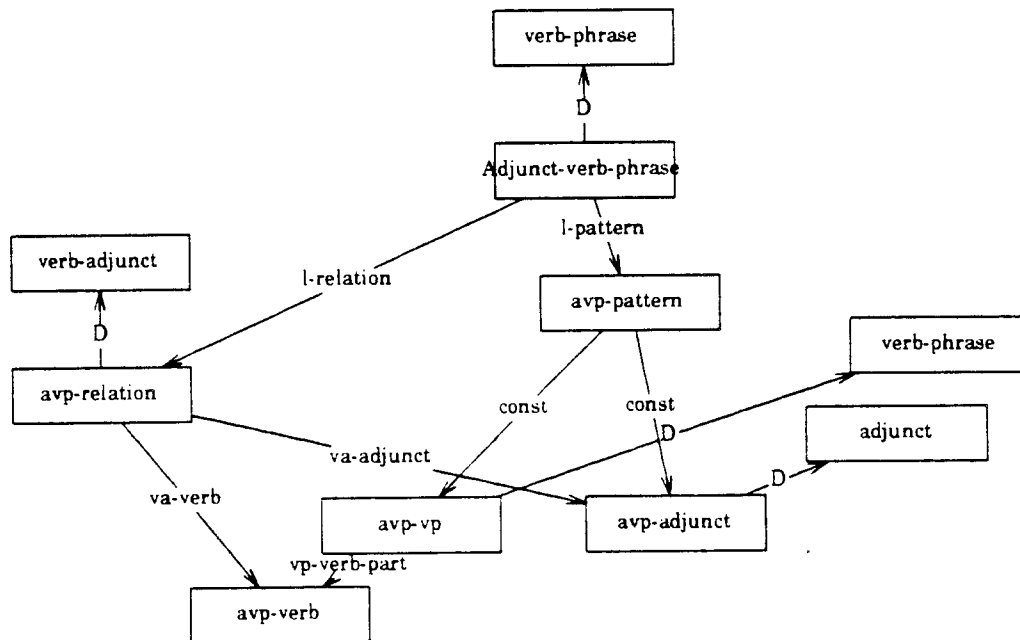 verb-phrase
D
Adjunct-verb-phrase
l-pattern
verb-adjunct
l-relation
avp-pattern
D
verb-phrase
avp-relation
const
const
adjunct
D
va-adjunct
D
va-verb
avp-vp
avp-adjunct
vp-verb-part
avp-verb